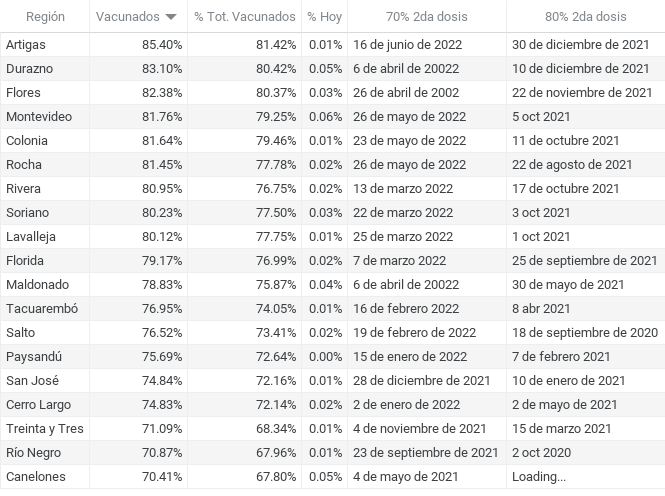 Región Vacunados % Tot. Vacunados % Hoy 70% 2da dosis 80% 2da dosis
Artigas 85.40% 81.42% 0.01% 16 de junio de 2022 30 de diciembre de 2021
Durazno 83.10% 80.42% 0.05% 6 de abril de 20022 10 de diciembre de 2021
Flores 82.38% 80.37% 0.03% 26 de abril de 2002 22 de noviembre de 2021
Montevideo 81.76% 79.25% 0.06% 26 de mayo de 2022 5 oct 2021
Colonia 81.64% 79.46% 0.01% 23 de mayo de 2022 11 de octubre 2021
Rocha 81.45% 77.78% 0.02% 26 de mayo de 2022 22 de agosto de 2021
Rivera 80.95% 76.75% 0.02% 13 de marzo 2022 17 de octubre 2021
Soriano 80.23% 77.50% 0.03% 22 de marzo 2022 3 oct 2021
Lavalleja 80.12% 77.75% 0.01% 25 de marzo 2022 1 oct 2021
Florida 79.17% 76.99% 0.02% 7 de marzo 2022 25 de septiembre de 2021
Maldonado 78.83% 75.87% 0.04% 6 de abril de 20022 30 de mayo de 2021
Tacuarembó 76.95% 74.05% 0.01% 16 de febrero 2022 8 abr 2021
Salto 76.52% 73.41% 0.02% 19 de febrero de 2022 18 de septiembre de 2020
Paysandú 75.69% 72.64% 0.00% 15 de enero de 2022 7 de febrero 2021
San José 74.84% 72.16% 0.01% 28 de diciembre de 2021 10 de enero de 2021
Cerro Largo 74.83% 72.14% 0.02% 2 de enero de 2022 2 de mayo de 2021
Treinta y Tres 71.09% 68.34% 0.01% 4 de noviembre de 2021 15 de marzo 2021
Río Negro 70.87% 67.96% 0.01% 23 de septiembre de 2021 2 oct 2020
Canelones 70.41% 67.80% 0.05% 4 de mayo de 2021 Loading...